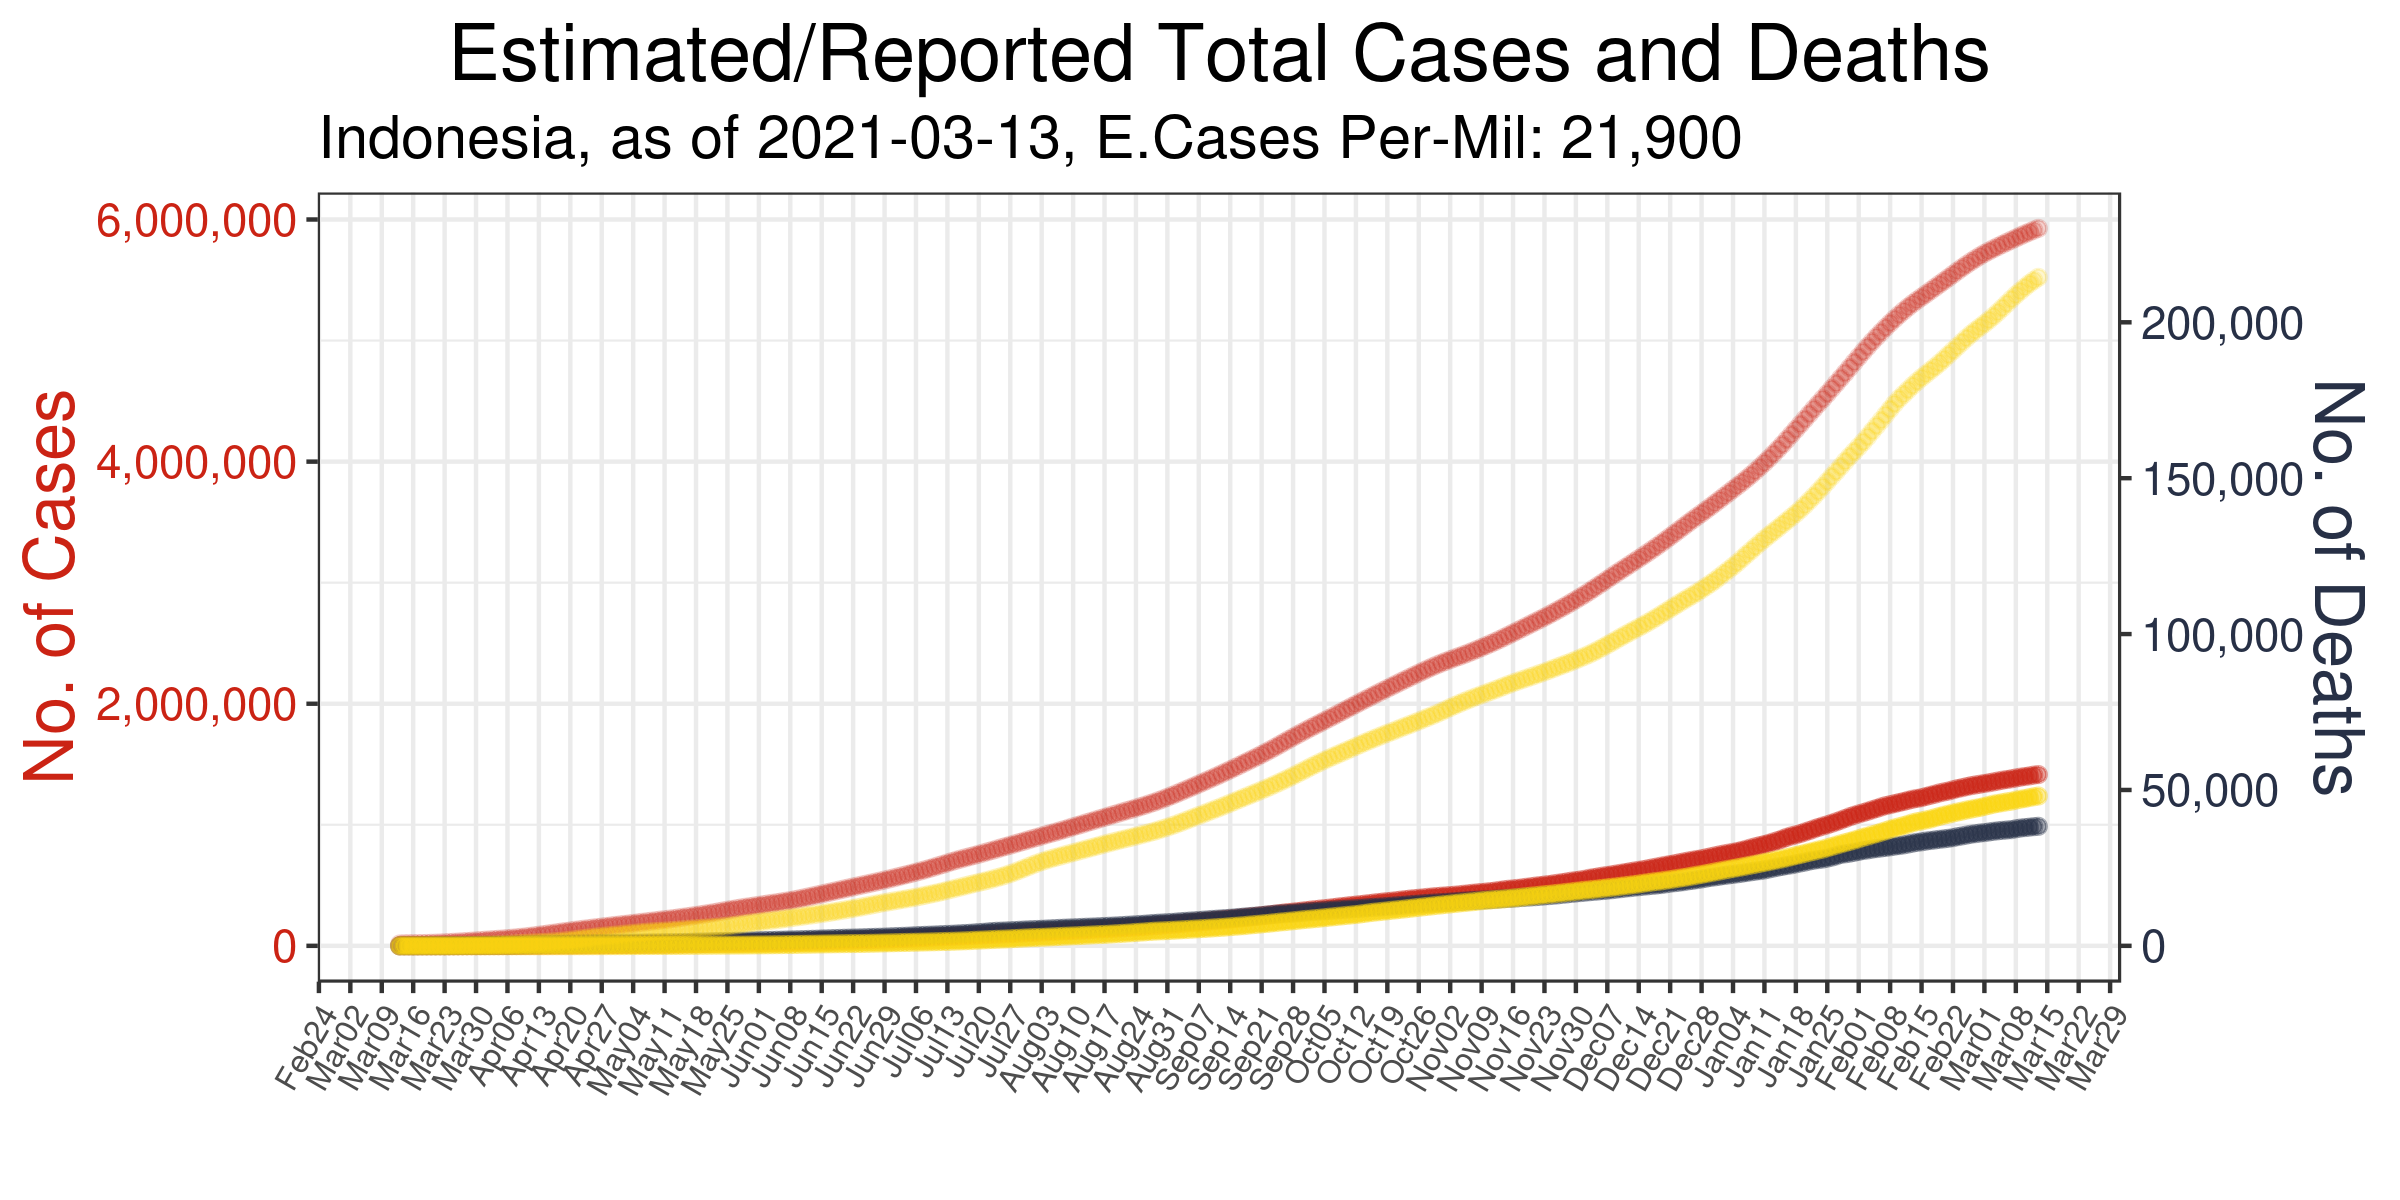 Estimated/Reported Total Cases and Deaths
Indonesia, as of 2021-03-13, E.Cases Per-Mil: 21,900
No. of Cases
6,000,000
4,000,000
2,000,000
0
200,000
150,000
100,000
50,000
0
No. of Deaths
Feb24
Mar02
Mar09
Mar16
Mar23
Mar30
Apr06
Apr13
Apr20
Apr27
May04
May11
May18
May25
Jun01
Jun08
Jun15
Jun22
Jun29
Jul06
Jul13
Jul20
Jul27
Aug03
Aug10
Aug17
Aug24
Aug31
Sep07
Sep14
Sep21
Sep28
Oct05
Oct12
Oct19
Oct26
Nov02
Nov09
Nov16
Nov23
Nov30
Dec07
Dec14
Dec21
Dec28
Jan04
Jan11
Jan18
Jan25
Feb01
Feb08
Feb15
Feb22
Mar01
Mar08
Mar15
Mar22
Mar29